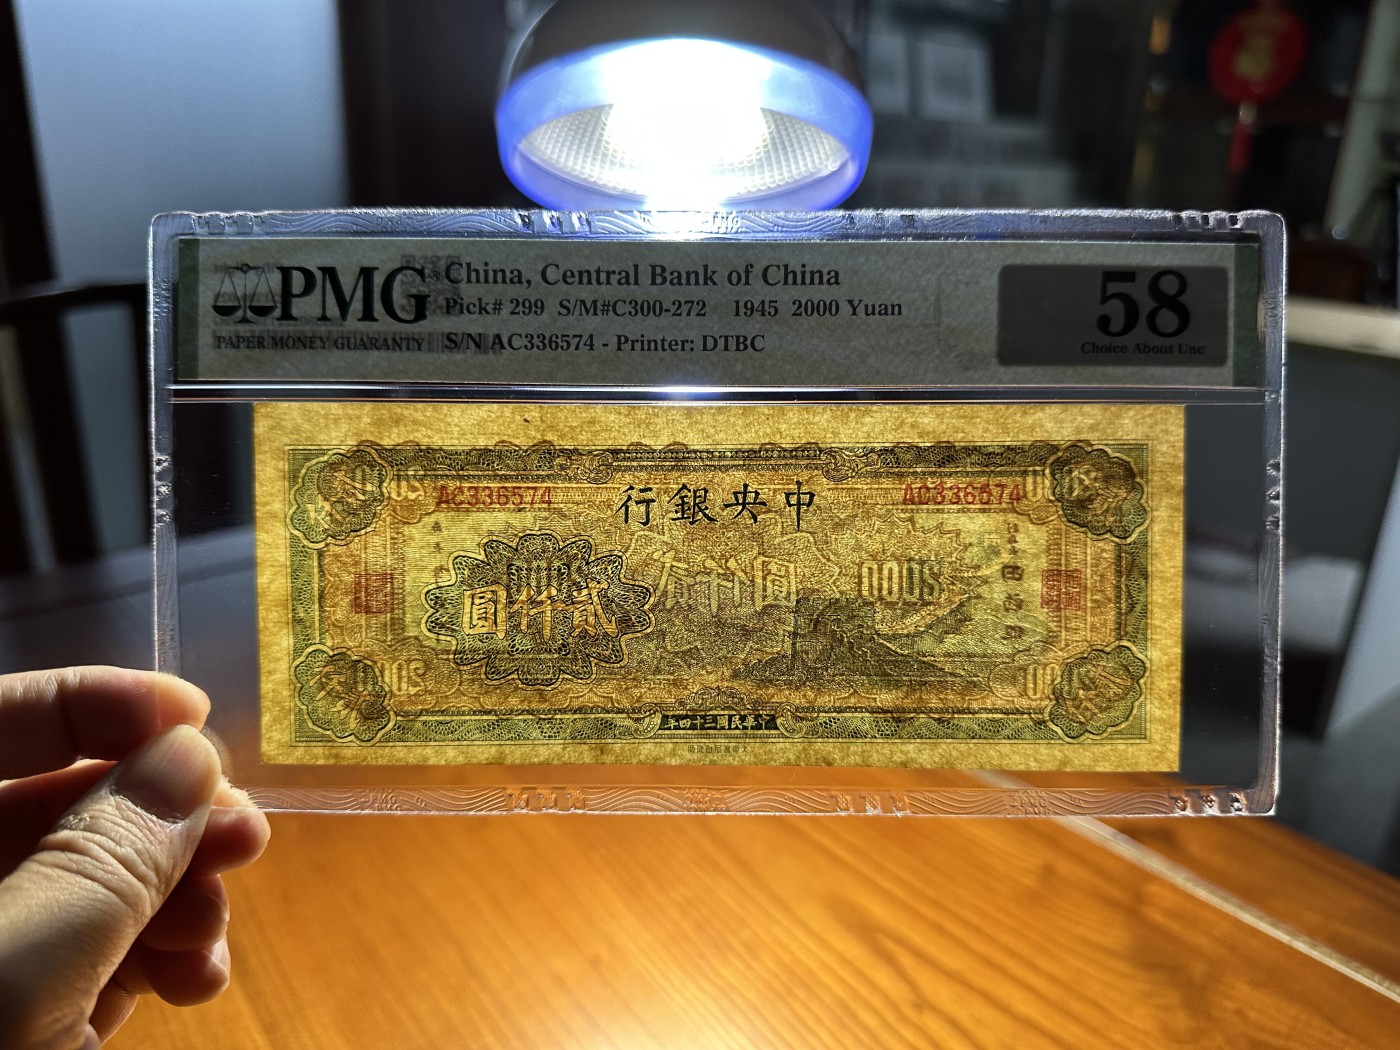 PMG
PAPER MONEY GUARANTY
China, Central Bank of China
Pick# 299 S/M#C300-272 1945 2000 Yuan
S/N AC336574 - Printer: DTBC
58
Choice About Unc
AC336574
行銀央中
AC336574
圓仟貳
2000
年四十三國民華中